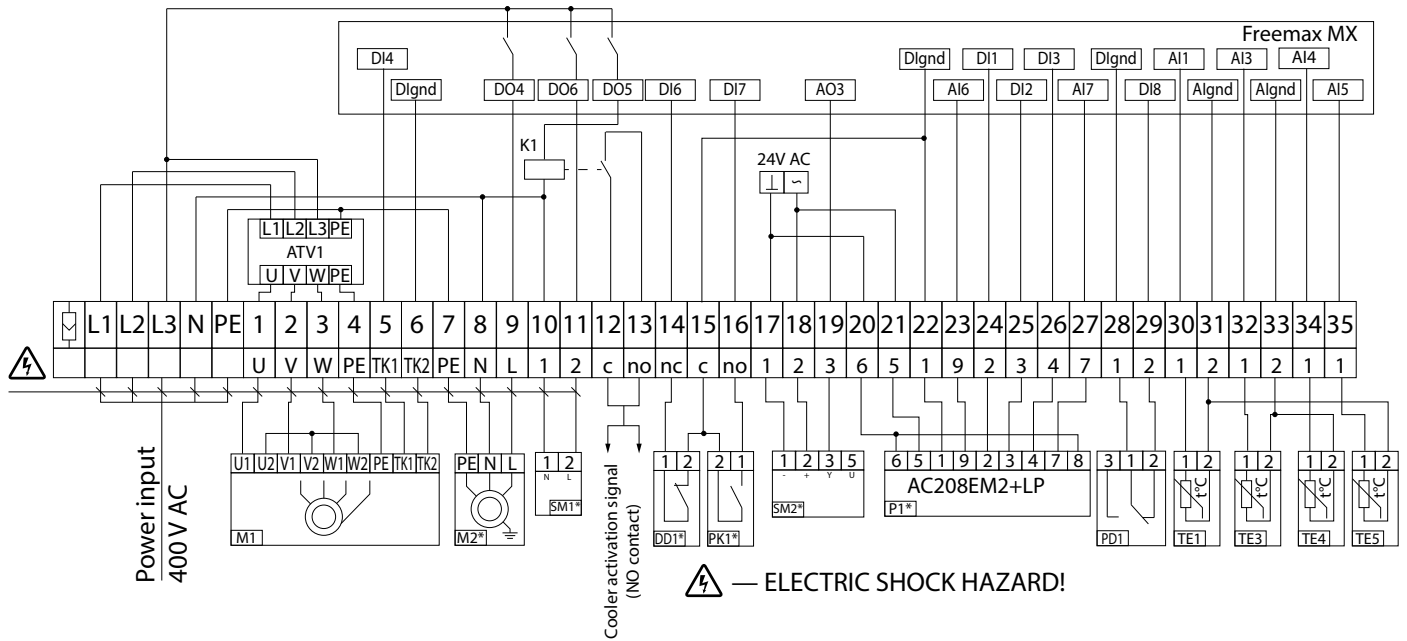 Freemax MX
DI4 DIgnd DI1 DI3 DIgnd AI1 AI3 AI4
DIgnd DO4 DO6 DO5 DI6 DI7 AO3 AI6 DI2 AI7 DI8 AIgnd AIgnd AI5
K1
24V AC
⊥ ~
L1 L2 L3 PE
ATV1
U V W PE
L1 L2 L3 N PE 1 2 3 4 5 6 7 8 9 10 11 12 13 14 15 16 17 18 19 20 21 22 23 24 25 26 27 28 29 30 31 32 33 34 35
U V W PE TK1 TK2 PE N L 1 2 c no nc c no 1 2 3 6 5 1 9 2 3 4 7 1 2 1 2 1 2 1 1
Power input
400 V AC
U1 U2 V1 V2 W1 W2 PE TK1 TK2
M1
PE N L
M2*
1 2
N L
SM1*
Cooler activation signal
(NO contact)
1 2
DD1*
2 1
PK1*
1 2 3 5
- + Y U
SM2*
6 5 1 9 2 3 4 7 8
AC208EM2+LP
P1*
3 1 2
PD1
1 2
t°C
TE1
1 2
t°C
TE3
1 2
t°C
TE4
1 2
t°C
TE5
— ELECTRIC SHOCK HAZARD!